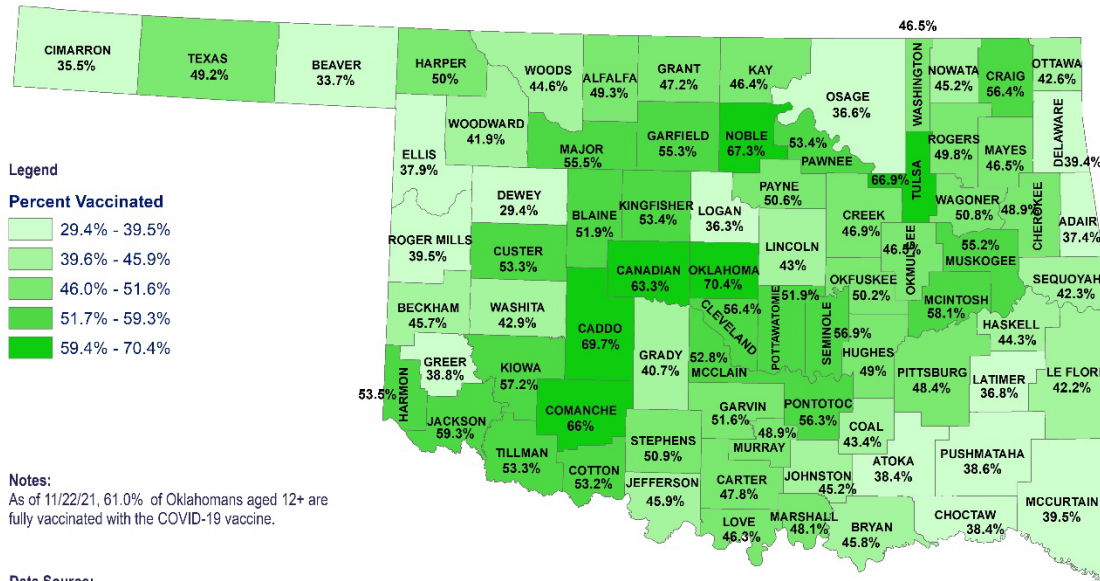 46.5%
CIMARRON
35.5%
TEXAS
49.2%
BEAVER
33.7%
HARPER
50%
WOODS
44.6%
ALFALFA
49.3%
GRANT
47.2%
KAY
46.4%
OSAGE
36.6%
WASHINGTON
NOWATA
45.2%
CRAIG
56.4%
OTTAWA
42.6%
DELAWARE
39.4%
ELLIS
37.9%
WOODWARD
41.9%
MAJOR
55.5%
GARFIELD
55.3%
NOBLE
67.3%
53.4%
PAWNEE
66.9%
TULSA
ROGERS
49.8%
MAYES
46.5%
DEWEY
29.4%
BLAINE
51.9%
KINGFISHER
53.4%
LOGAN
36.3%
PAYNE
50.6%
CREEK
46.9%
WAGONER
50.8%
48.9%
CHEROKEE
ADAIR
37.4%
ROGER MILLS
39.5%
CUSTER
53.3%
CANADIAN
63.3%
OKLAHOMA
70.4%
LINCOLN
43%
OKFUSKEE
50.2%
46.5%
OKMULGEE
55.2%
MUSKOGEE
SEQUOYAH
42.3%
BECKHAM
45.7%
WASHITA
42.9%
CADDO
69.7%
GRADY
40.7%
56.4%
CLEVELAND
52.8%
MCCLAIN
51.9%
POTTAWATOMIE
SEMINOLE
56.9%
HUGHES
49%
MCINTOSH
58.1%
HASKELL
44.3%
PITTSBURG
48.4%
LATIMER
36.8%
LE FLORE
42.2%
GREER
38.8%
53.5%
HARMON
KIOWA
57.2%
JACKSON
59.3%
COMANCHE
66%
TILLMAN
53.3%
COTTON
53.2%
STEPHENS
50.9%
JEFFERSON
45.9%
GARVIN
51.6%
48.9%
MURRAY
PONTOTOC
56.3%
COAL
43.4%
ATOKA
38.4%
PUSHMATAHA
38.6%
CARTER
47.8%
JOHNSTON
45.2%
LOVE
46.3%
MARSHALL
48.1%
BRYAN
45.8%
CHOCTAW
38.4%
MCCURTAIN
39.5%
Legend
Percent Vaccinated
29.4% - 39.5%
39.6% - 45.9%
46.0% - 51.6%
51.7% - 59.3%
59.4% - 70.4%
Notes:
As of 11/22/21, 61.0% of Oklahomans aged 12+ are
fully vaccinated with the COVID-19 vaccine.
Data Source: